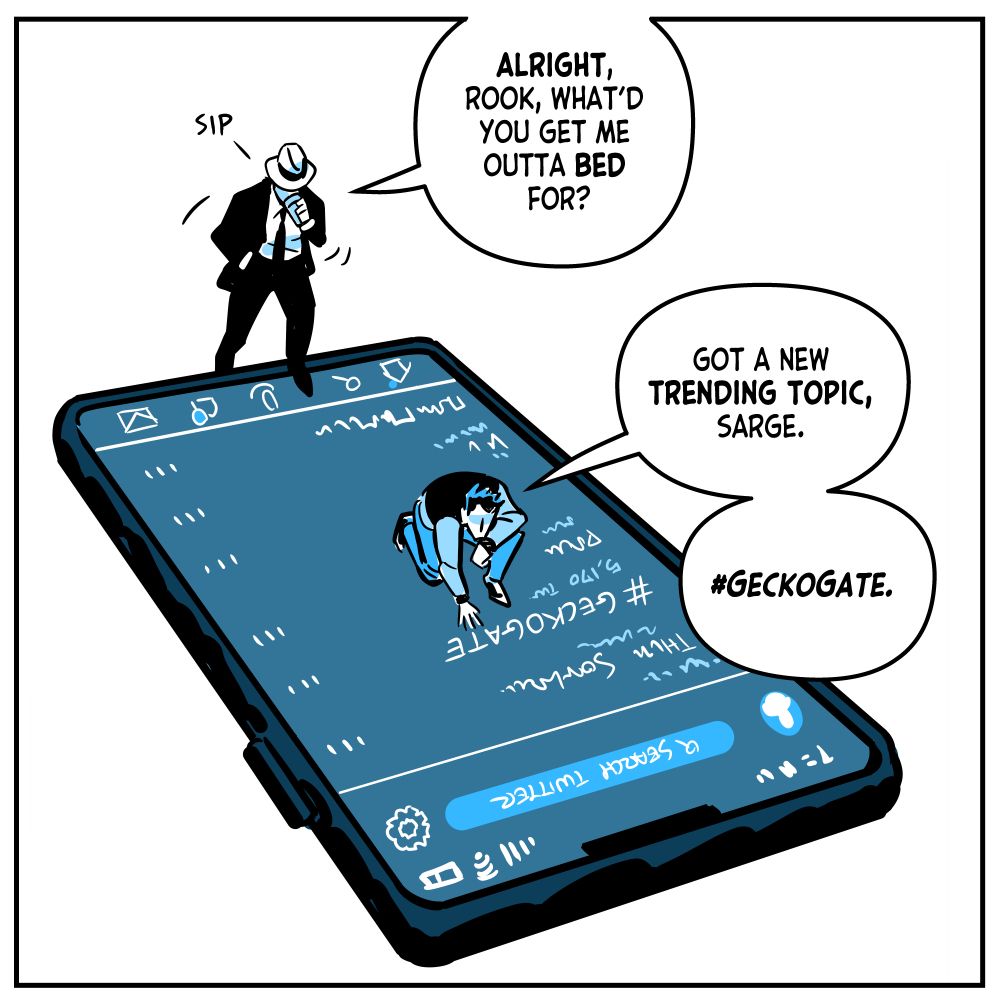 SIP
ALRIGHT,
ROOK, WHAT'D
YOU GET ME
OUTTA BED
FOR?
GOT A NEW
TRENDING TOPIC,
SARGE.
#GECKOGATE.
5,170 TW
#GECKOGATE
SEARCH TWITTER